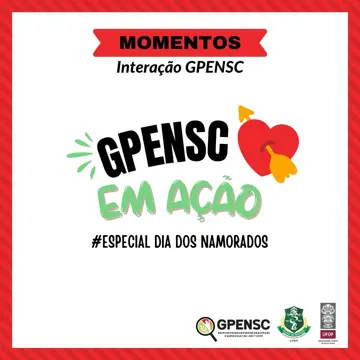 MOMENTOS
Interação GPENSC
GPENSC
EM AÇÃO
#ESPECIAL DIA DOS NAMORADOS
GPENSC
UFOP